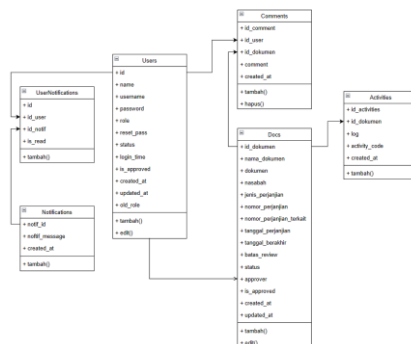 Comments
+ id_comment
+ id_user
+ id_dokumen
+ comment
+ created_at
+ tambah()
+ hapus()
Users
+ id
+ name
+ username
+ password
+ role
+ reset_pass
+ status
+ login_time
+ is_approved
+ created_at
+ updated_at
+ old_role
+ tambah()
+ edit()
UserNotifications
+ id
+ id_user
+ id_notif
+ is_read
+ tambah()
Activities
+ id_activities
+ id_dokumen
+ log
+ activity_code
+ created_at
+ tambah()
Docs
+ id_dokumen
+ nama_dokumen
+ dokumen
+ nasabah
+ jenis_perjanjian
+ nomor_perjanjian
+ nomor_perjanjian_terkait
+ tanggal_perjanjian
+ tanggal_berakhir
+ batas_review
+ status
+ approver
+ is_approved
+ created_at
+ updated_at
+ tambah()
+ edit()
Notifications
+ notif_id
+ notif_message
+ created_at
+ tambah()